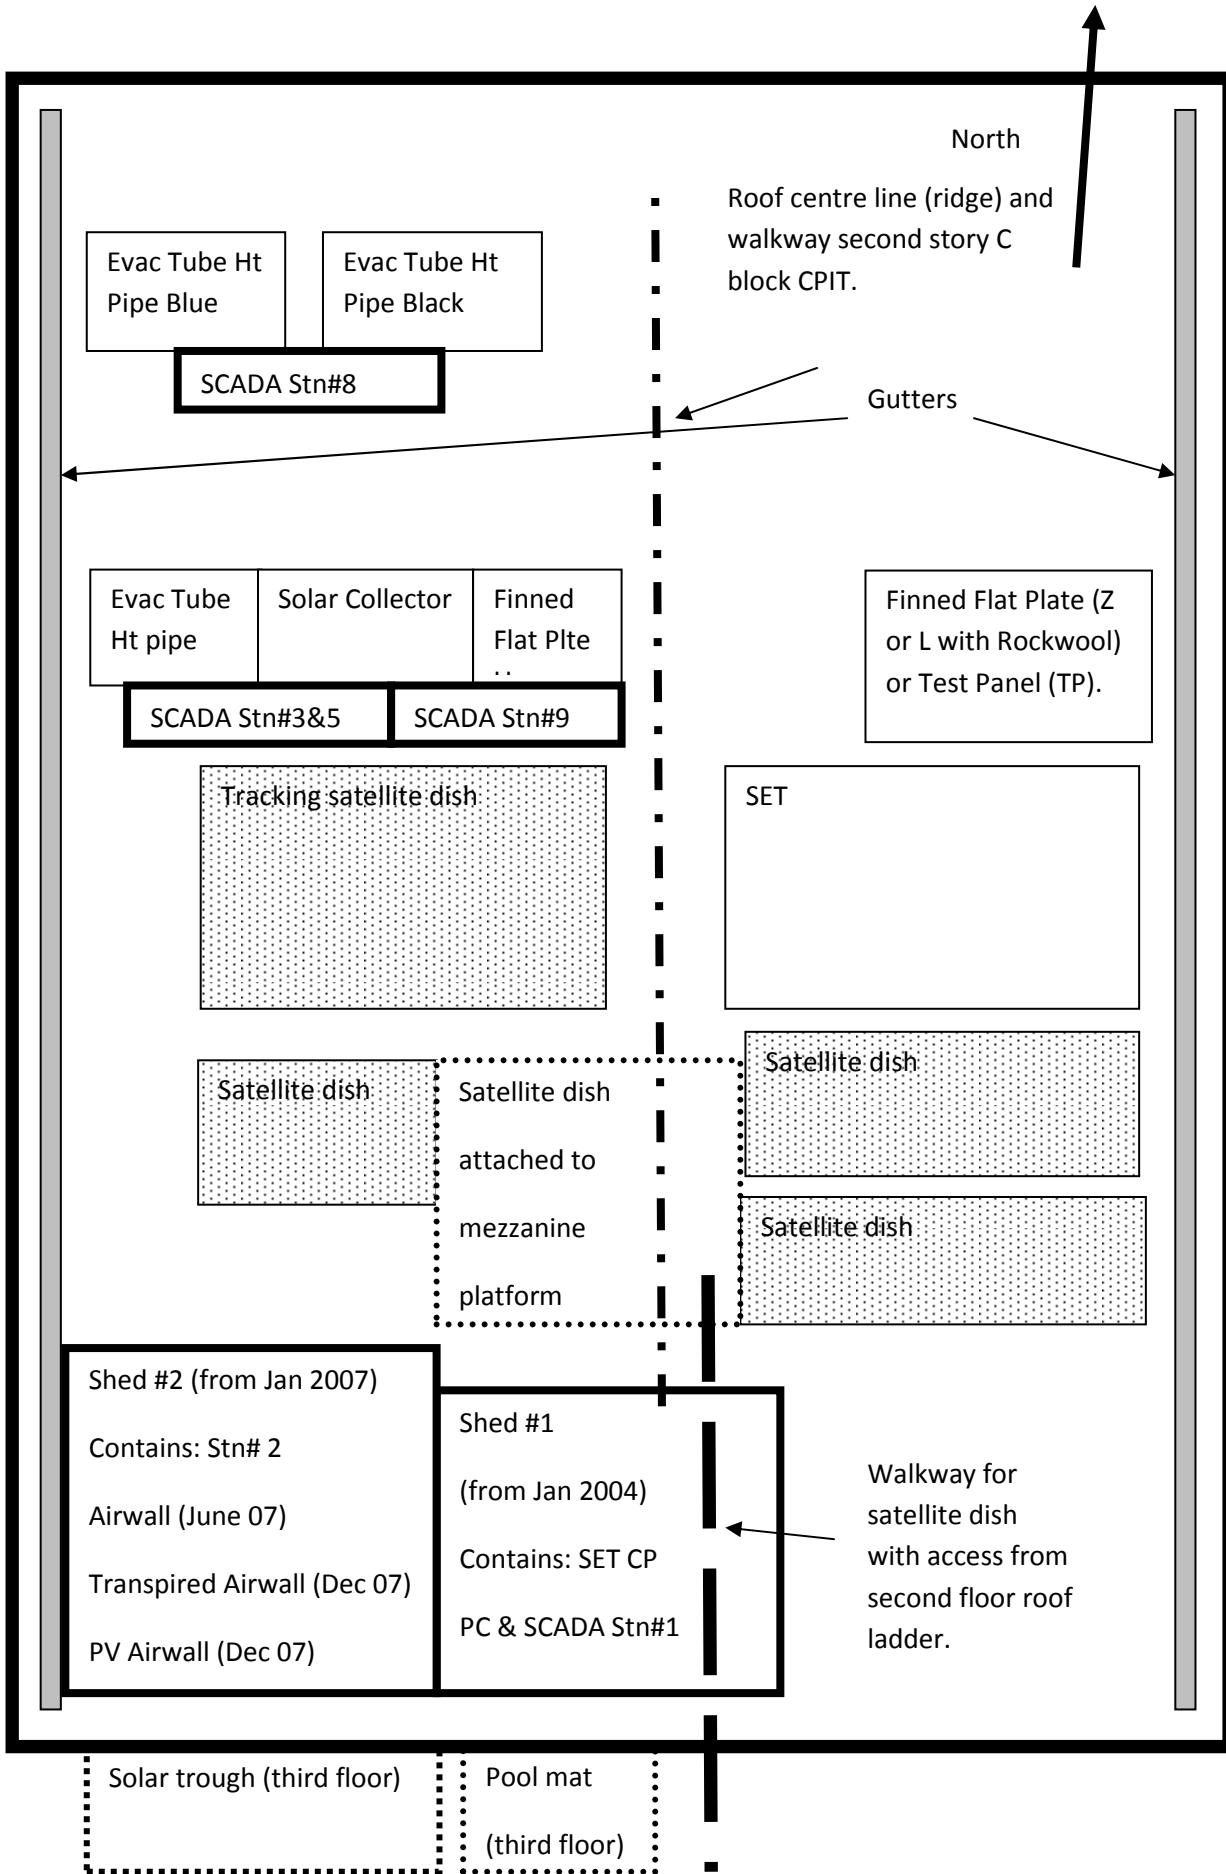 North
Roof centre line (ridge) and
walkway second story C
block CPIT.
Evac Tube Ht
Pipe Blue
Evac Tube Ht
Pipe Black
SCADA Stn#8
Gutters
Evac Tube
Ht pipe
Solar Collector
Finned
Flat Plte
Finned Flat Plate (Z
or L with Rockwool)
or Test Panel (TP).
SCADA Stn#3&5
SCADA Stn#9
Tracking satellite dish
SET
Satellite dish
Satellite dish
attached to
mezzanine
platform
Satellite dish
Satellite dish
Shed #2 (from Jan 2007)
Contains: Stn# 2
Airwall (June 07)
Transpired Airwall (Dec 07)
PV Airwall (Dec 07)
Shed #1
(from Jan 2004)
Contains: SET CP
PC & SCADA Stn#1
Walkway for
satellite dish
with access from
second floor roof
ladder.
Solar trough (third floor)
Pool mat
(third floor)